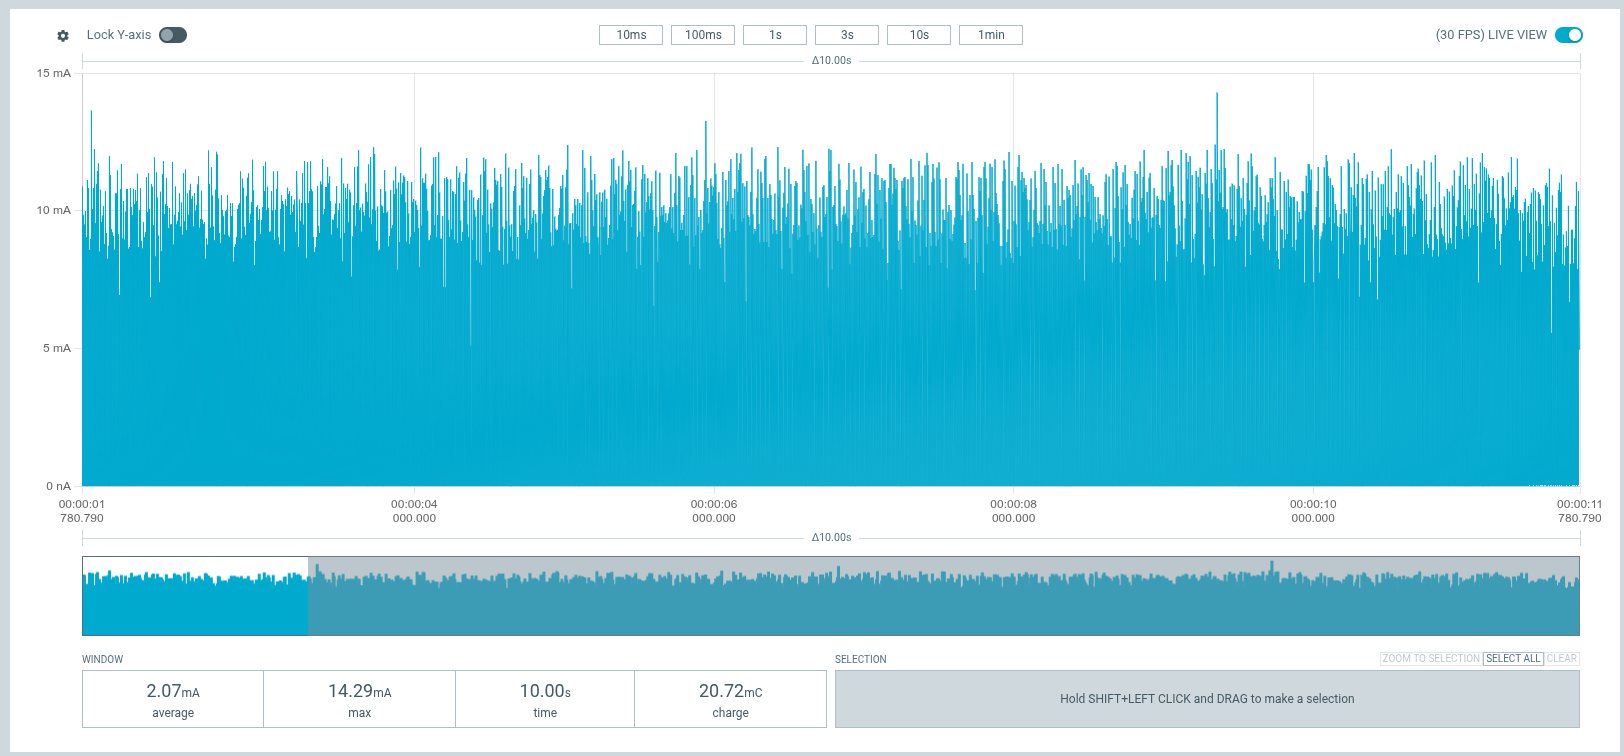 Lock Y-axis
10ms
100ms
1s
3s
10s
1min
(30 FPS) LIVE VIEW
Δ10.00s
15 mA
10 mA
5 mA
0 nA
00:00:01
780.790
00:00:04
000.000
00:00:06
000.000
00:00:08
000.000
00:00:10
000.000
00:00:11
780.790
Δ10.00s
WINDOW
2.07mA
average
14.29mA
max
10.00s
time
20.72mC
charge
SELECTION
ZOOM TO SELECTION
SELECT ALL
CLEAR
Hold SHIFT+LEFT CLICK and DRAG to make a selection